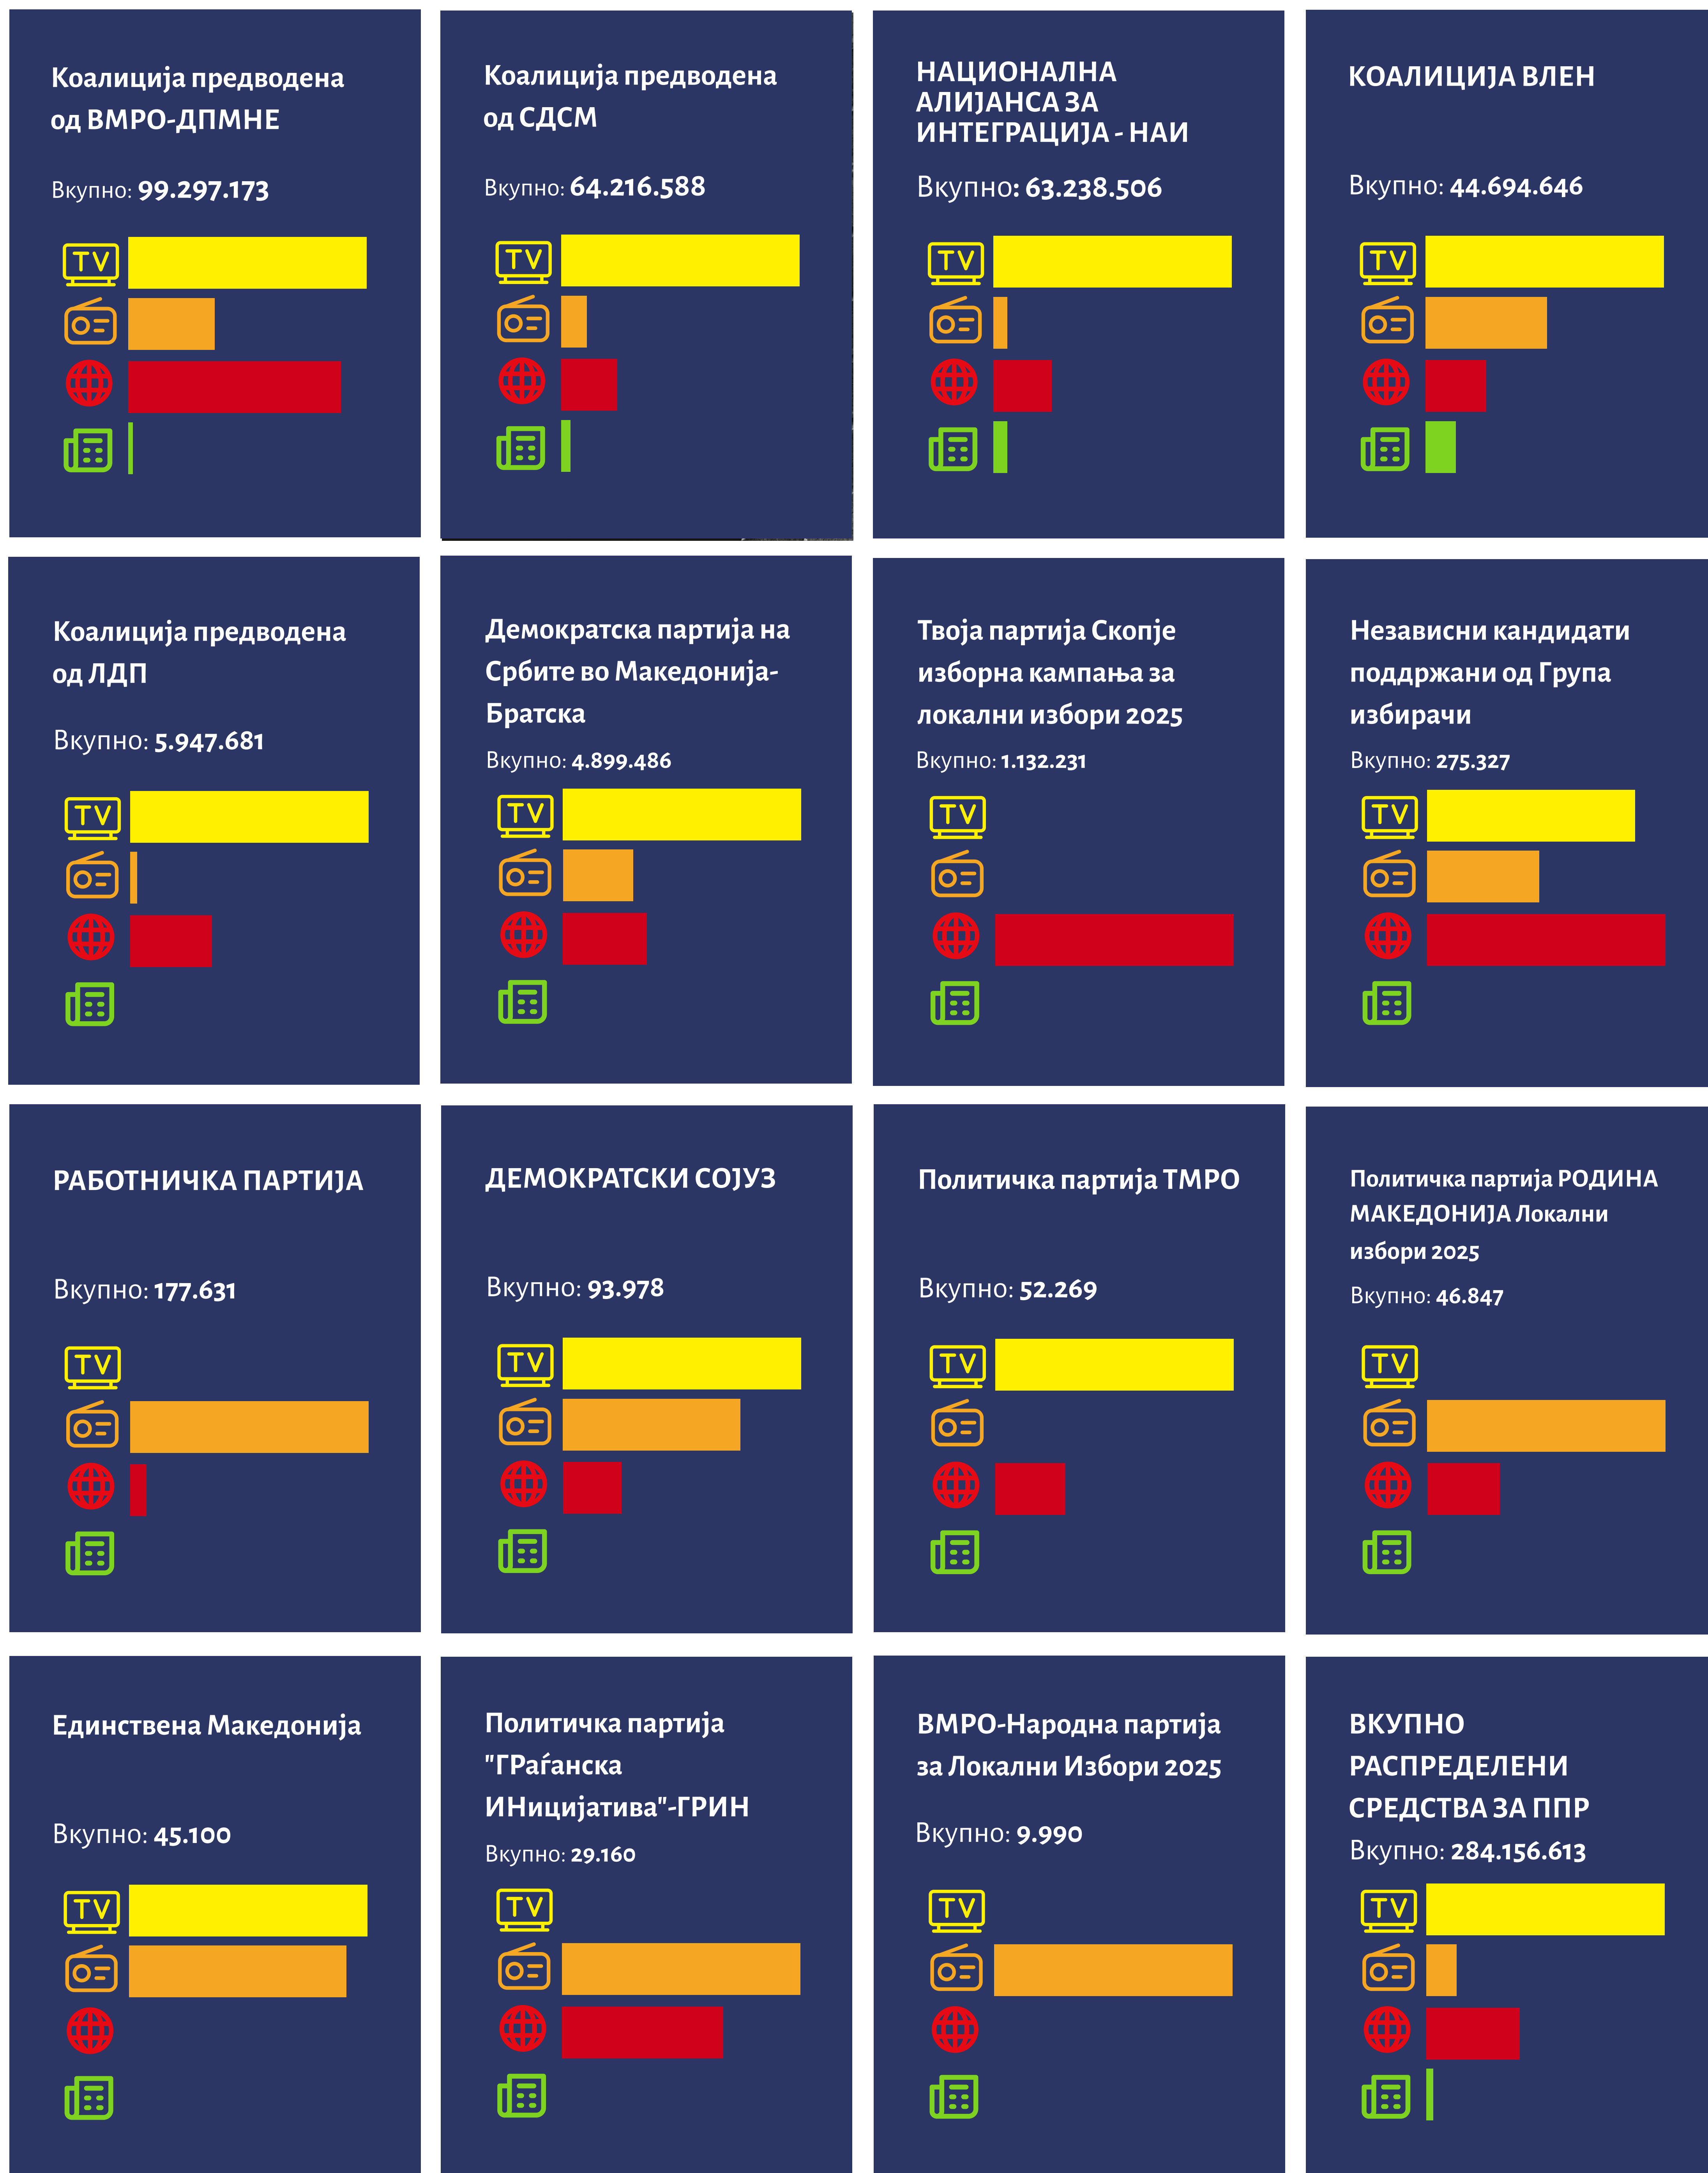 Коалиција предводена
од ВМРО-ДПМНЕ
Вкупно: 99.297.173
TV
Коалиција предводена
од СДСМ
Вкупно: 64.216.588
TV
НАЦИОНАЛНА
АЛИЈАНСА ЗА
ИНТЕГРАЦИЈА - НАИ
Вкупно: 63.238.506
TV
КОАЛИЦИЈА ВЛЕН
Вкупно: 44.694.646
TV
Коалиција предводена
од ЛДП
Вкупно: 5.947.681
TV
Демократска партија на
Србите во Македонија-
Братска
Вкупно: 4.899.486
TV
Твоја партија Скопје
изборна кампања за
локални избори 2025
Вкупно: 1.132.231
TV
Независни кандидати
поддржани од Група
избирачи
Вкупно: 275.327
TV
РАБОТНИЧКА ПАРТИЈА
Вкупно: 177.631
TV
ДЕМОКРАТСКИ СОЈУЗ
Вкупно: 93.978
TV
Политичка партија ТМРО
Вкупно: 52.269
TV
Политичка партија РОДИНА
МАКЕДОНИЈА Локални
избори 2025
Вкупно: 46.847
TV
Единствена Македонија
Вкупно: 45.100
TV
Политичка партија
"ГРаѓанска
ИНицијатива"-ГРИН
Вкупно: 29.160
TV
ВМРО-Народна партија
за Локални Избори 2025
Вкупно: 9.990
TV
ВКУПНО
РАСПРЕДЕЛЕНИ
СРЕДСТВА ЗА ППР
Вкупно: 284.156.613
TV